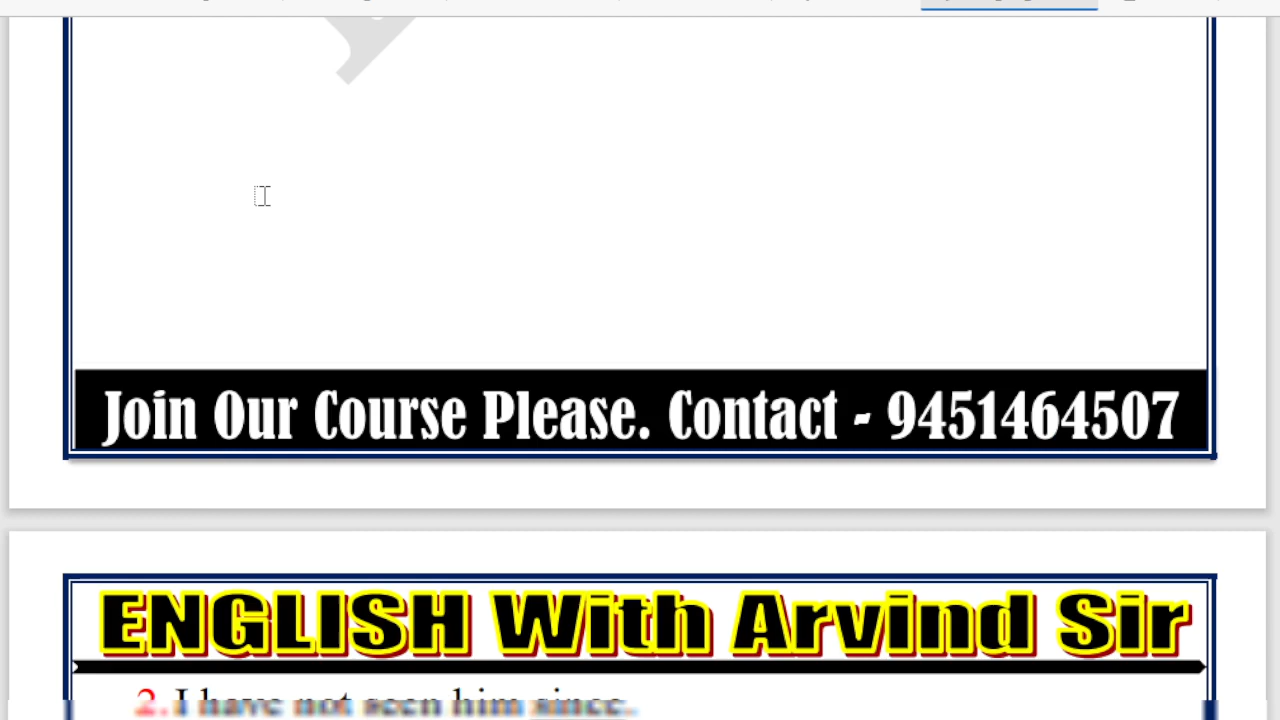 Join Our Course Please. Contact - 9451464507
ENGLISH With Arvind Sir
2. I have not seen him since.